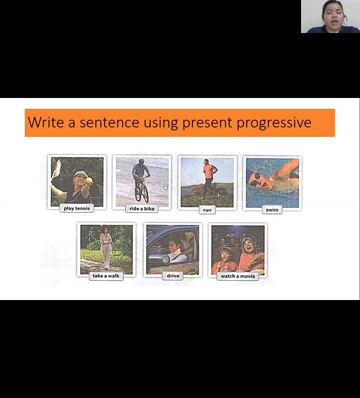 Write a sentence using present progressive
play tennis
ride a bike
run
swim
take a walk
drive
watch a movie